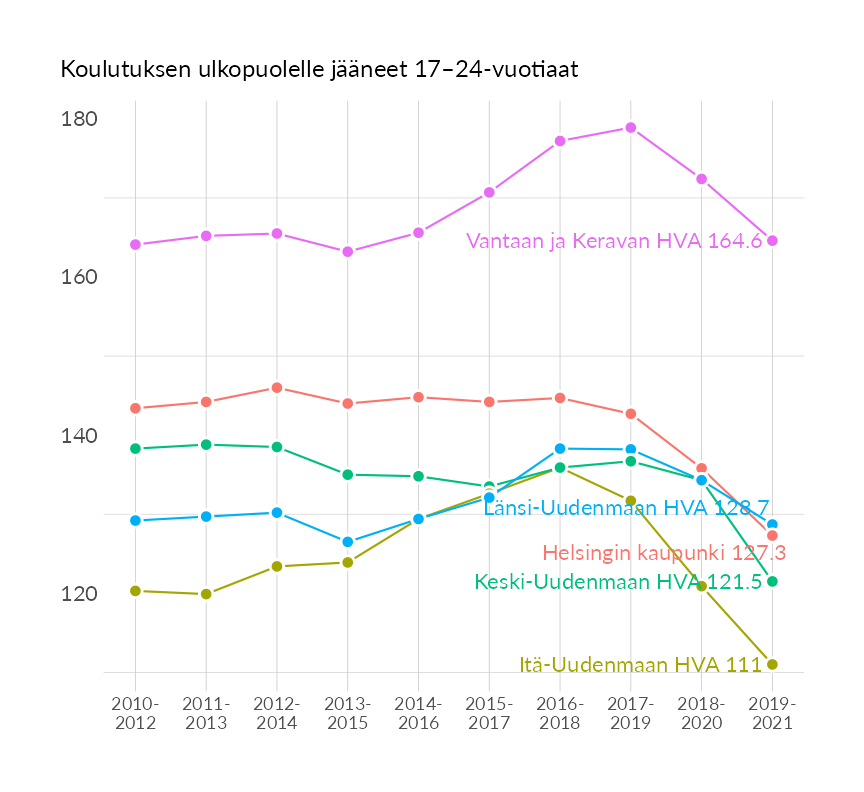 Koulutuksen ulkopuolelle jääneet 17–24-vuotiaat
180
160
140
120
Vantaan ja Keravan HVA 164.6
Länsi-Uudenmaan HVA 128.7
Helsingin kaupunki 127.3
Keski-Uudenmaan HVA 121.5
Itä-Uudenmaan HVA 111
2010- 2011- 2012- 2013- 2014- 2015- 2016- 2017- 2018- 2019-
2012 2013 2014 2015 2016 2017 2018 2019 2020 2021